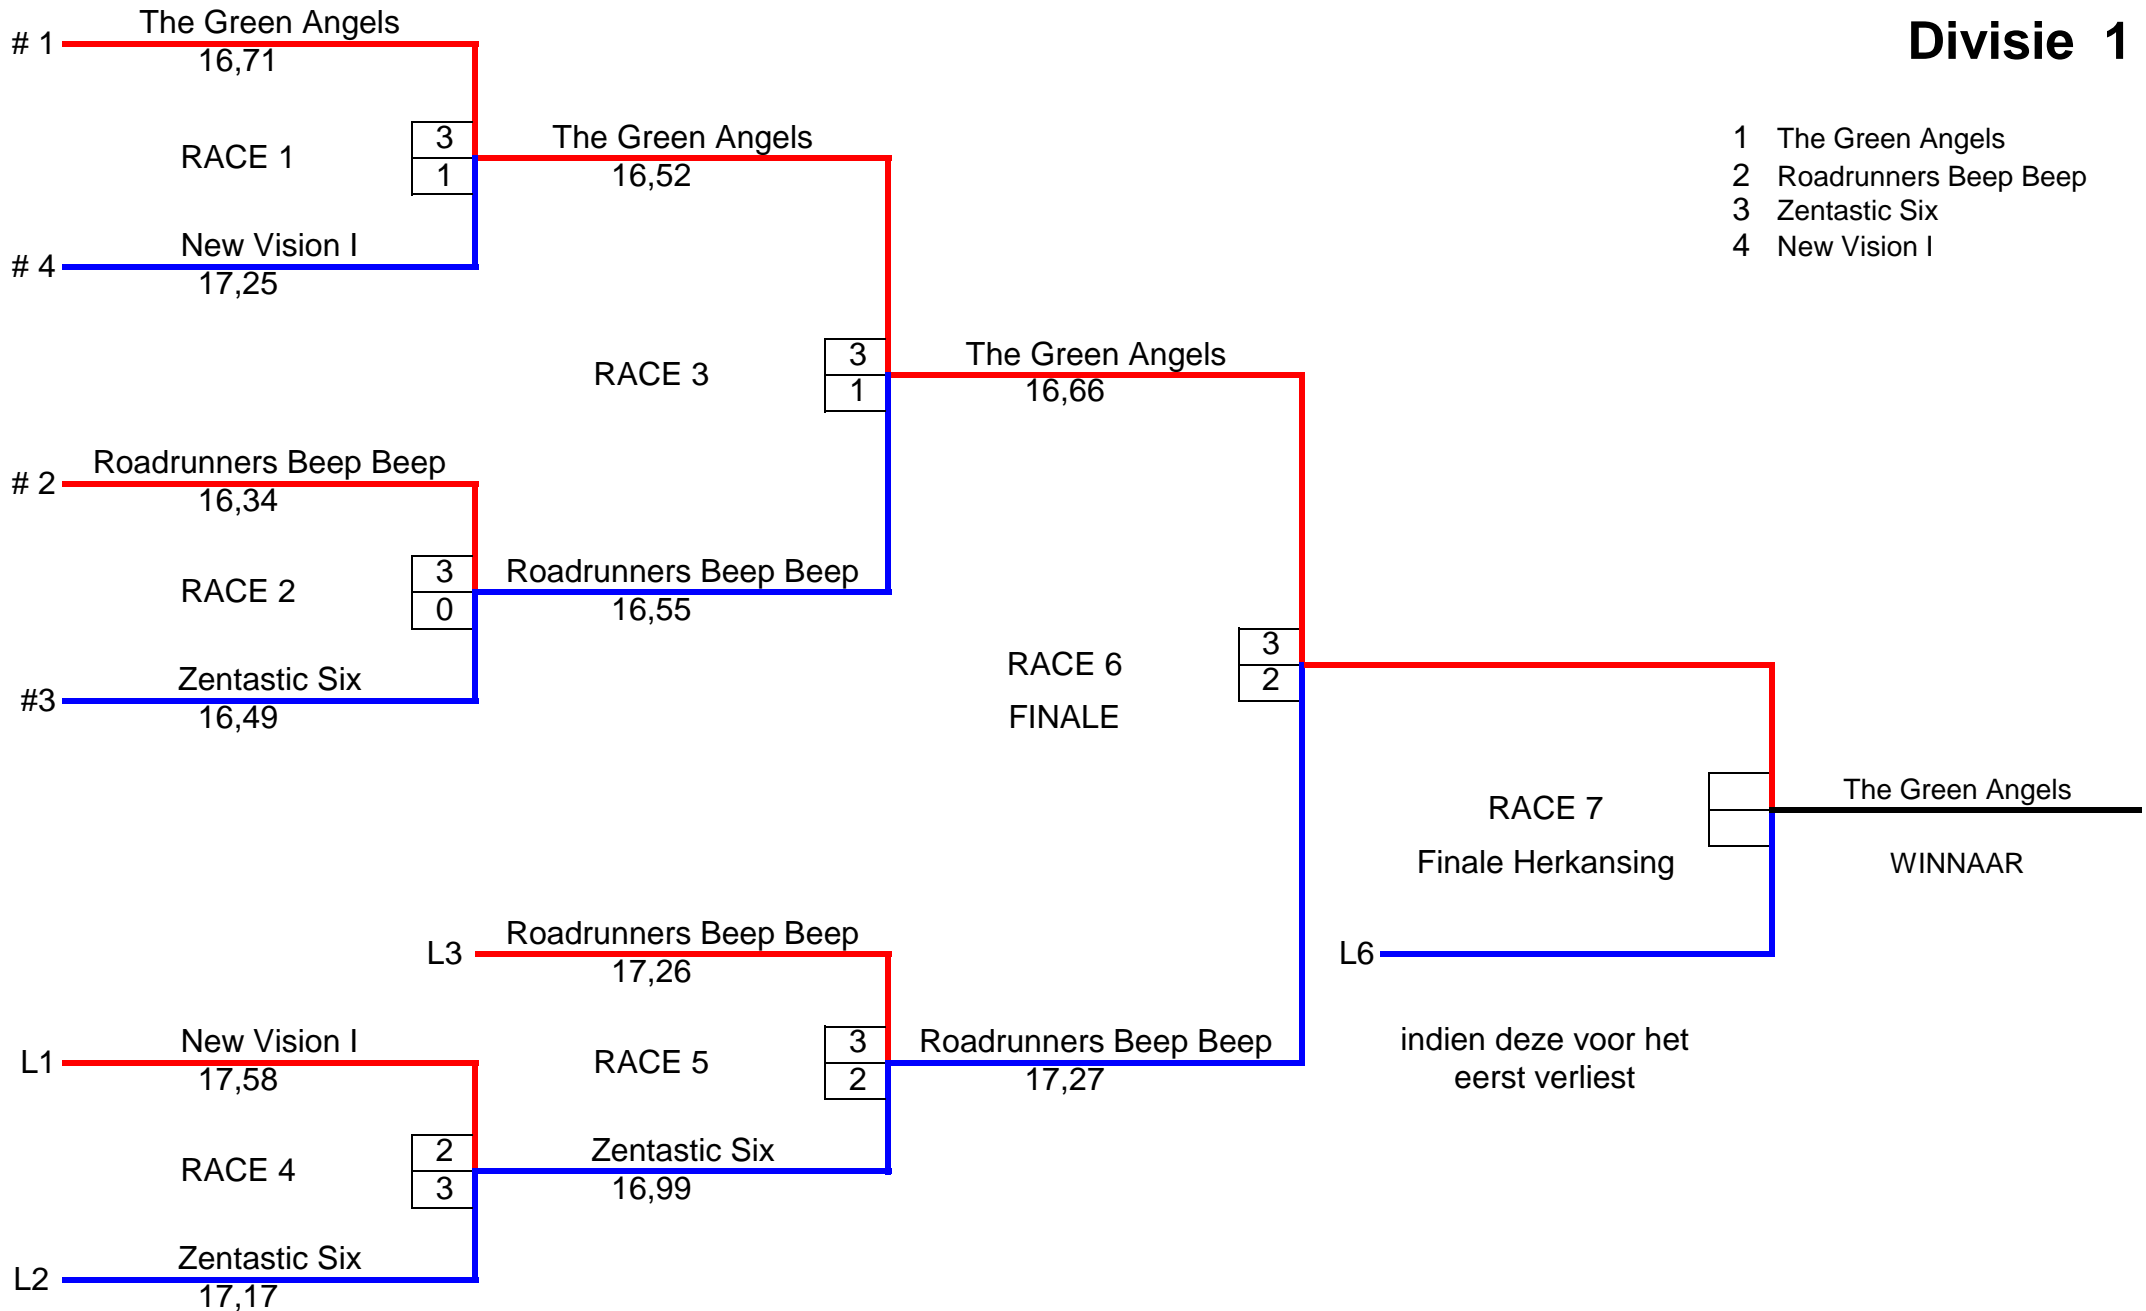 Divisie 1
1 The Green Angels
2 Roadrunners Beep Beep
3 Zentastic Six
4 New Vision I
# 1 The Green Angels
16,71
RACE 1
3
1
# 4 New Vision I
17,25
The Green Angels
16,52
# 2 Roadrunners Beep Beep
16,34
RACE 2
3
0
#3 Zentastic Six
16,49
Roadrunners Beep Beep
16,55
RACE 3
3
1
The Green Angels
16,66
RACE 6
FINALE
3
2
L3 Roadrunners Beep Beep
17,26
L1 New Vision I
17,58
RACE 4
2
3
L2 Zentastic Six
17,17
RACE 5
3
2
Zentastic Six
16,99
Roadrunners Beep Beep
17,27
RACE 7
Finale Herkansing
L6
indien deze voor het
eerst verliest
The Green Angels
WINNAAR